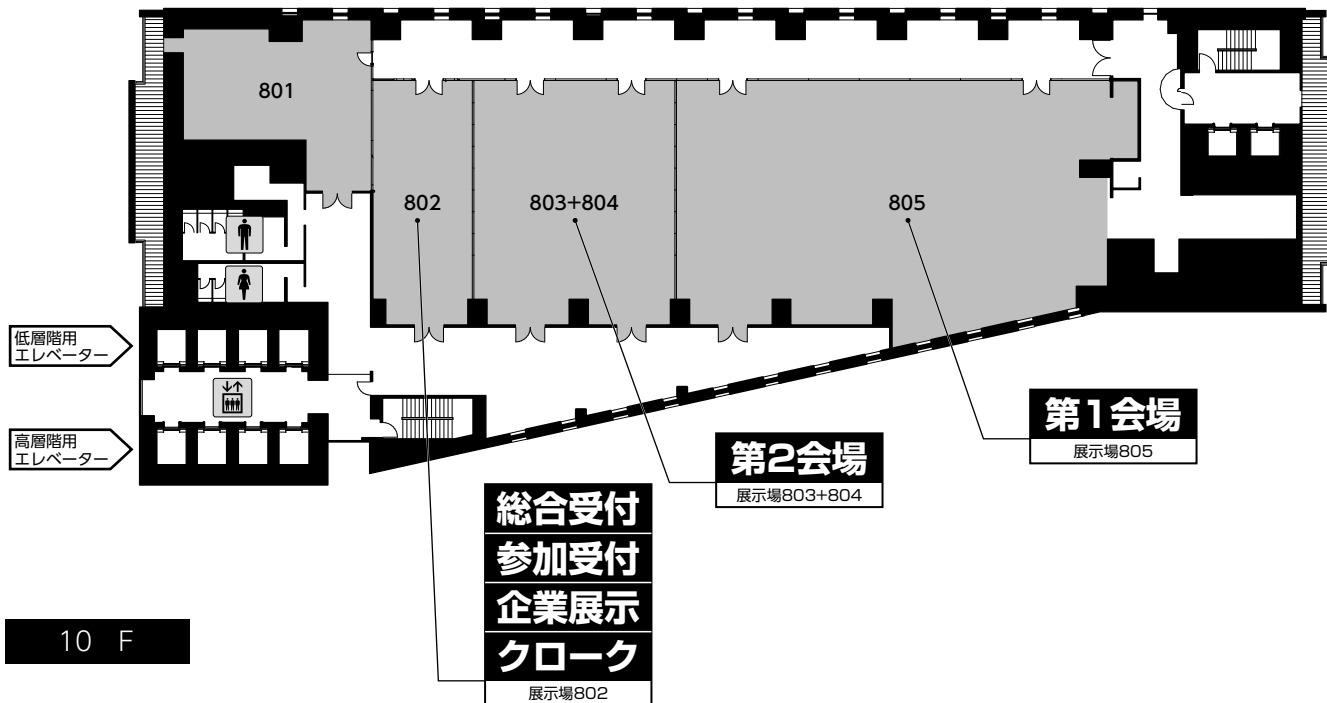 801
802
803+804
805
低層階用
エレベーター
高層階用
エレベーター
第1会場
展示場805
第2会場
展示場803+804
総合受付
参加受付
企業展示
クローク
展示場802
10 F